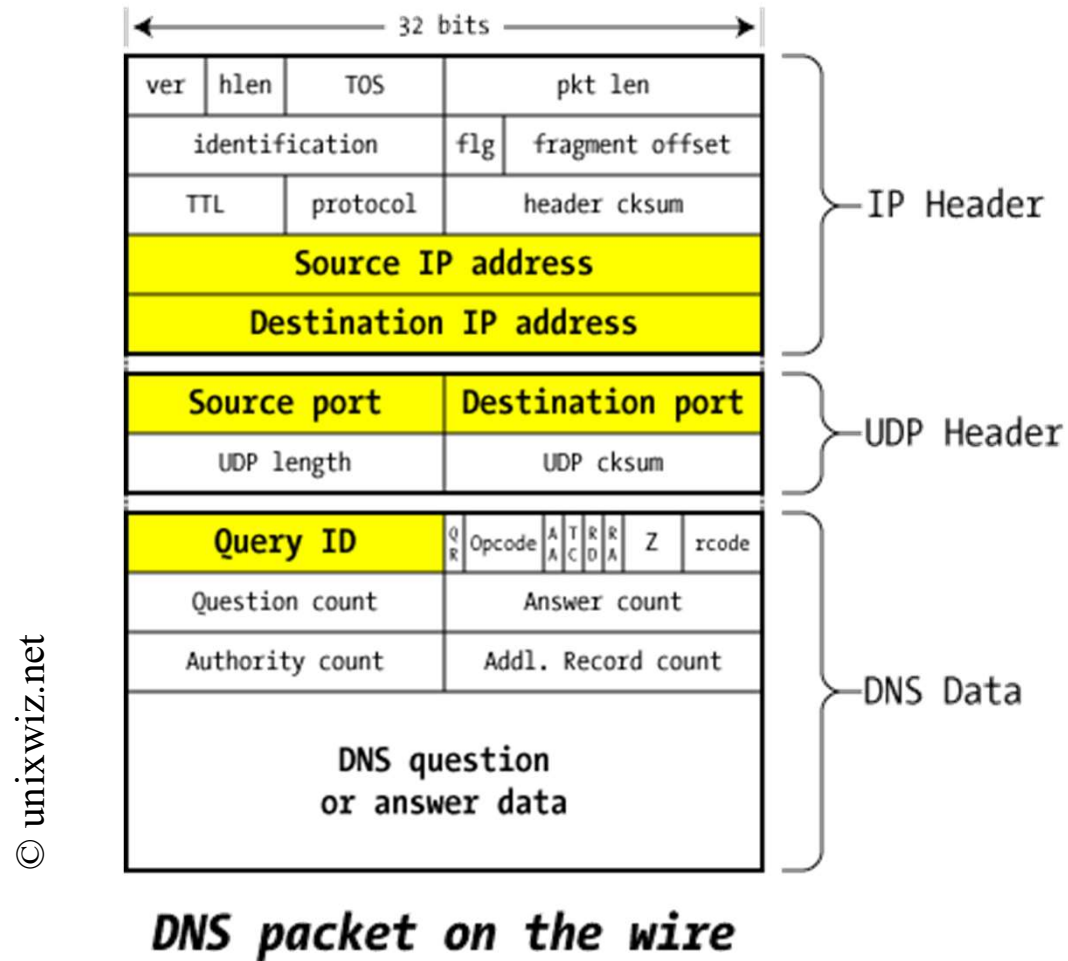 32 bits
ver hlen TOS pkt len
identification flg fragment offset
TTL protocol header cksum
IP Header
Source IP address
Destination IP address
Source port Destination port
UDP Header
UDP length UDP cksum
Query ID QR Opcode AA TC RD RA Z rcode
Question count Answer count
Authority count Addl. Record count
DNS Data
DNS question
or answer data
© unixwiz.net
DNS packet on the wire